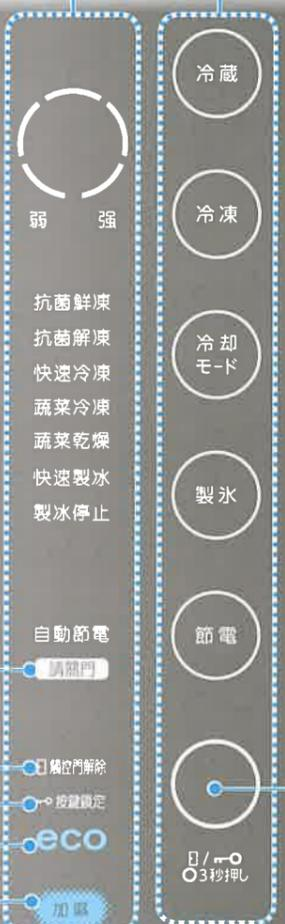 弱 強
抗菌鮮凍
抗菌解凍
快速冷凍
蔬菜冷凍
蔬菜乾燥
快速製冰
製冰停止
自動節電
請關門
觸控門解除
按鍵鎖定
eco
加濕
冷蔵
冷凍
冷却
モード
製氷
節電
/
3秒押し